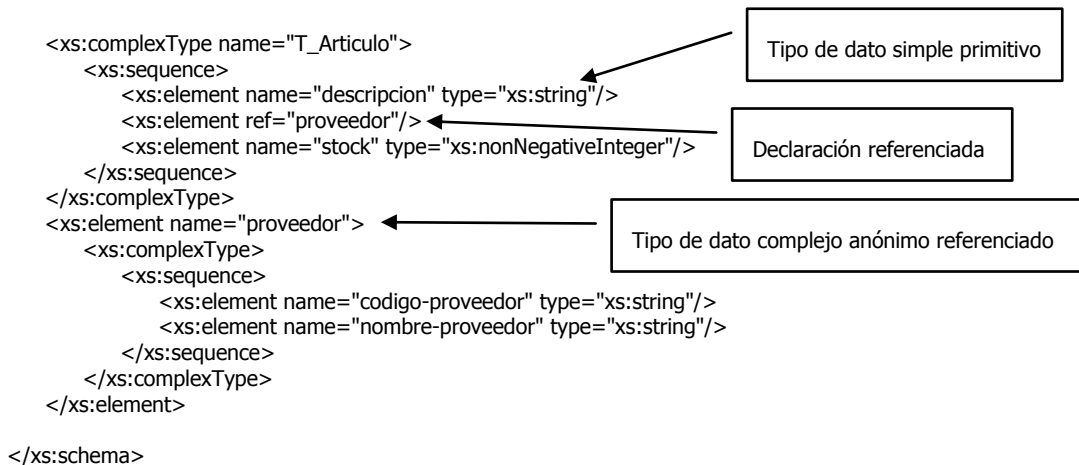 <xs:complexType name="T_Articulo">
<xs:sequence>
Tipo de dato simple primitivo
<xs:element name="descripcion" type="xs:string"/>
<xs:element ref="proveedor"/>
<xs:element name="stock" type="xs:nonNegativeInteger"/>
Declaración referenciada
</xs:sequence>
</xs:complexType>
<xs:element name="proveedor">
Tipo de dato complejo anónimo referenciado
<xs:complexType>
<xs:sequence>
<xs:element name="codigo-proveedor" type="xs:string"/>
<xs:element name="nombre-proveedor" type="xs:string"/>
</xs:sequence>
</xs:complexType>
</xs:element>
</xs:schema>